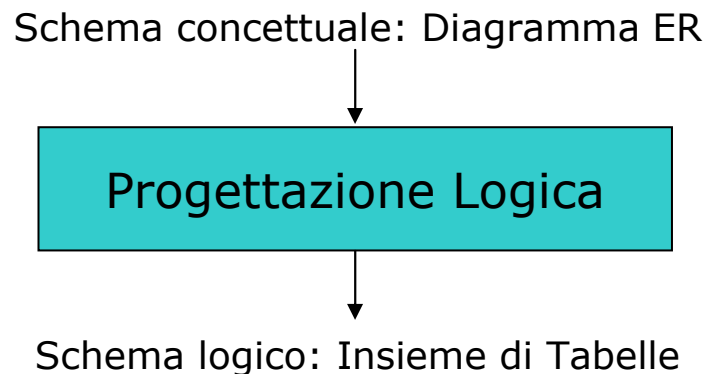 Schema concettuale: Diagramma ER
Progettazione Logica
Schema logico: Insieme di Tabelle